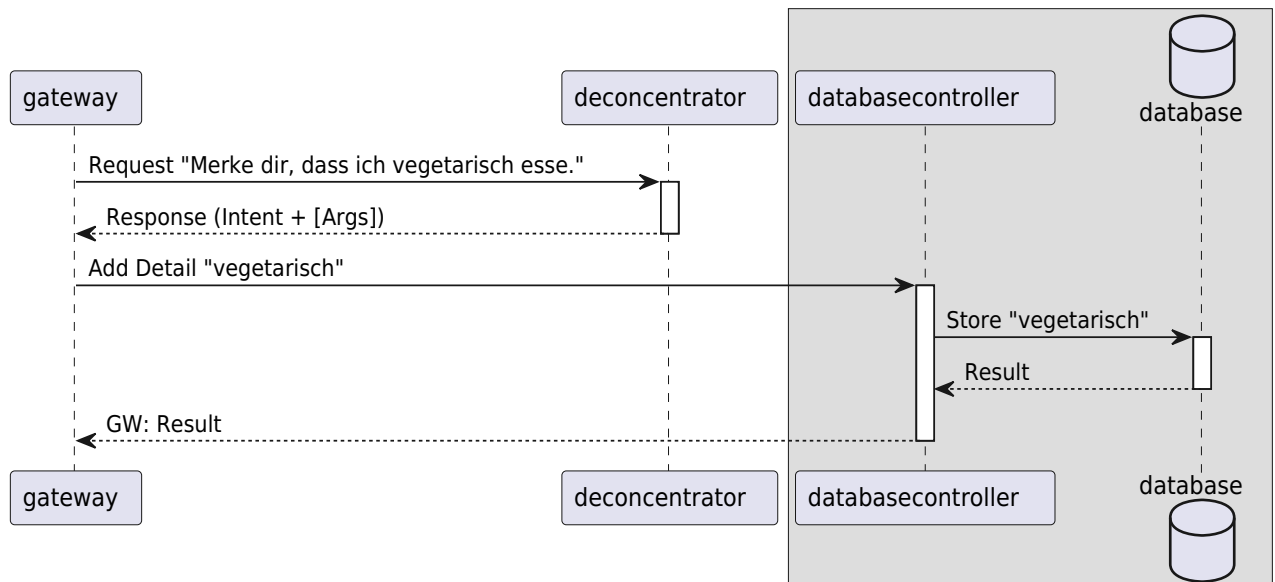 database
gateway
deconcentrator
databasecontroller
Request "Merke dir, dass ich vegetarisch esse."
Response (Intent + [Args])
Add Detail "vegetarisch"
Store "vegetarisch"
Result
GW: Result
gateway
deconcentrator
databasecontroller
database